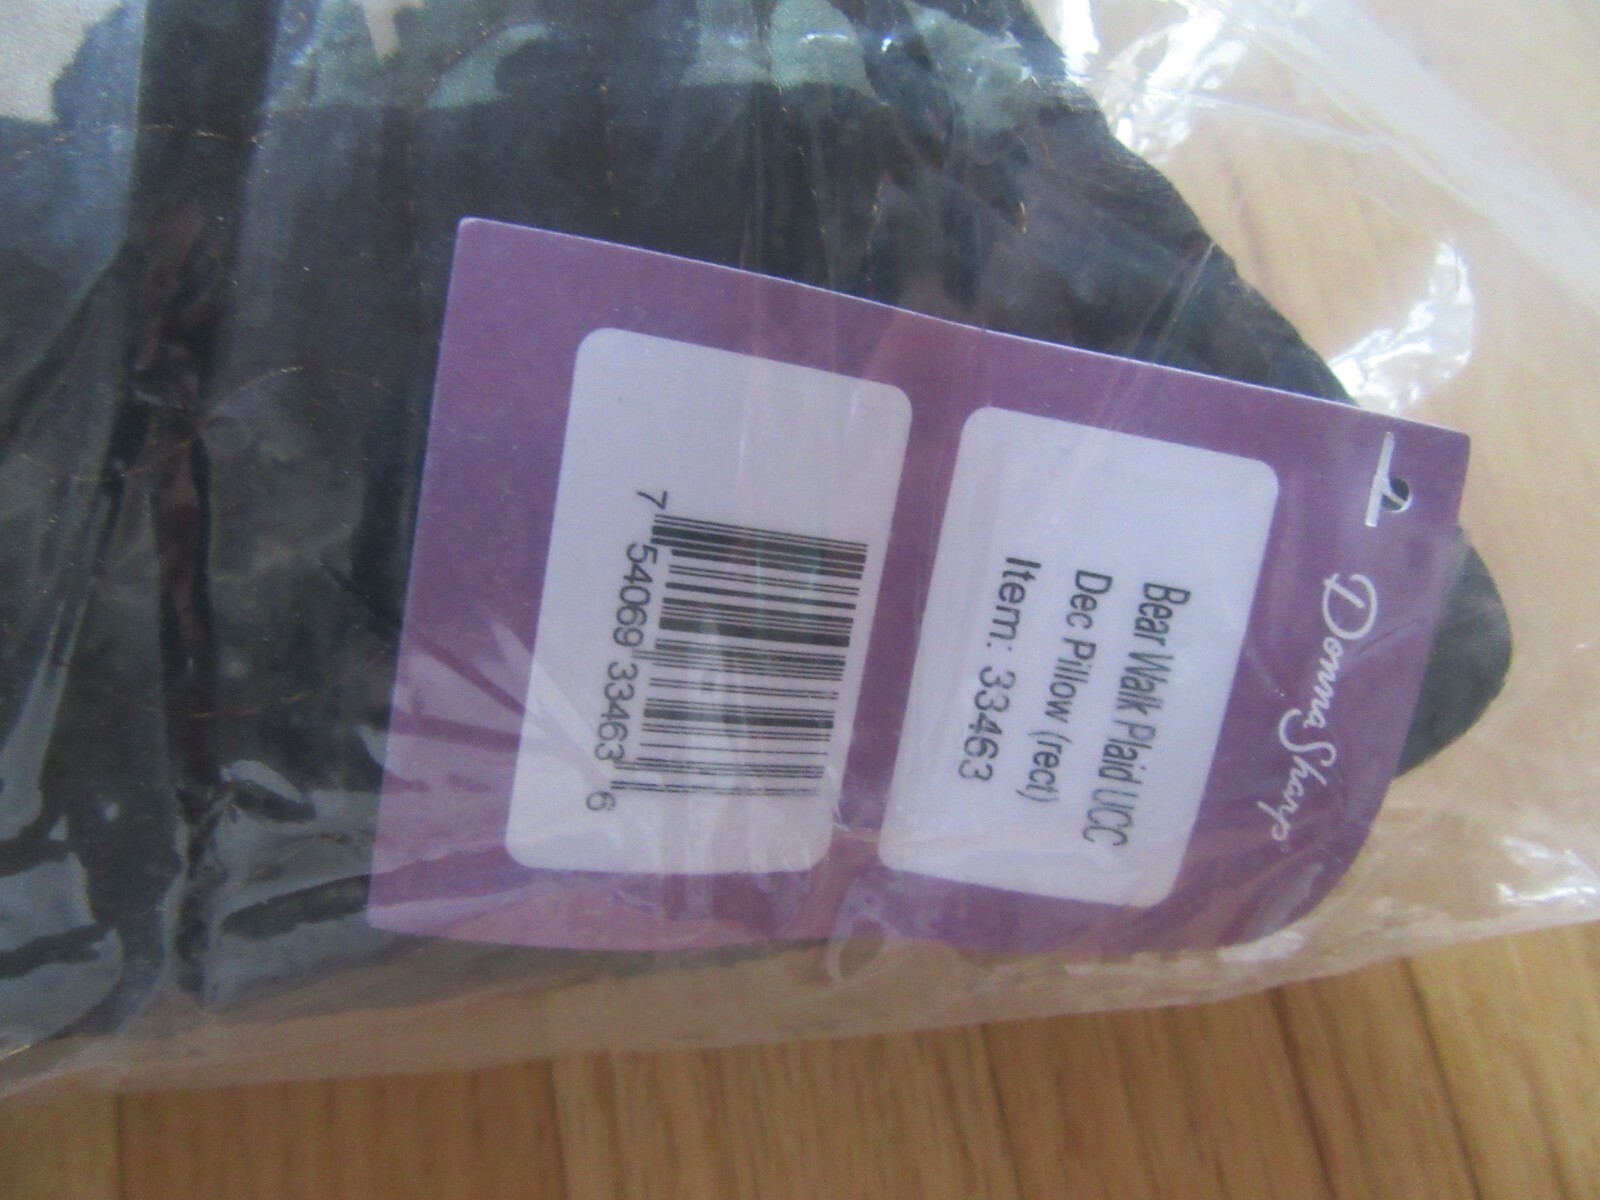 Donna Sharp
Bear Walk Plaid UCC
Dec Pillow (rect)
Item: 33463
7 54069 33463 6